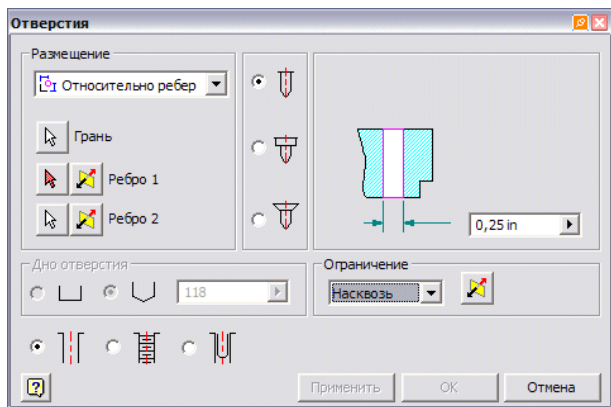 Отверстия
Размещение
Относительно ребер
Грань
Ребро 1
Ребро 2
0,25 in
Дно отверстия
118
Ограничение
Насквозь
Применить
ОК
Отмена